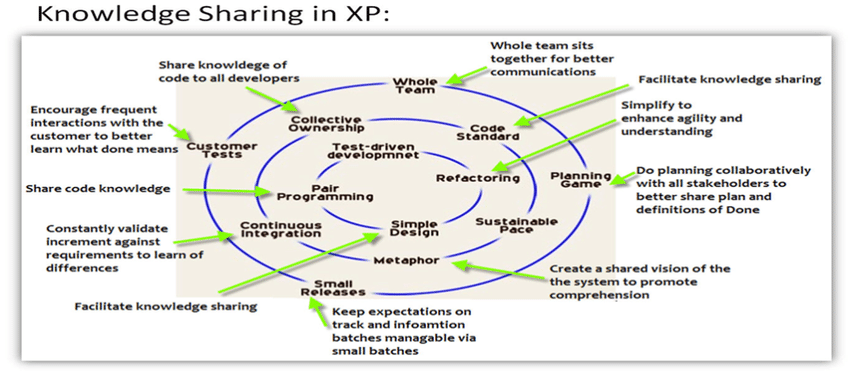 Knowledge Sharing in XP:
Whole team sits
together for better
communications
Share knowldege of
code to all developers
Whole
Team
Facilitate knowledge sharing
Encourage frequent
interactions with the
customer to better
learn what done means
Collective
Ownership
Code
Standard
Simplify to
enhance agility and
understanding
Customer
Tests
Test-driven
developmnet
Refactoring
Planning
Game
Do planning collaboratively
with all stakeholders to
better share plan and
definitions of Done
Share code knowledge
Pair
Programming
Constantly validate
increment against
requirements to learn of
differences
Continuous
Integration
Simple
Design
Sustainable
Pace
Metaphor
Create a shared vision of the
the system to promote
comprehension
Small
Releases
Facilitate knowledge sharing
Keep expectations on
track and infoamtion
batches managable via
small batches